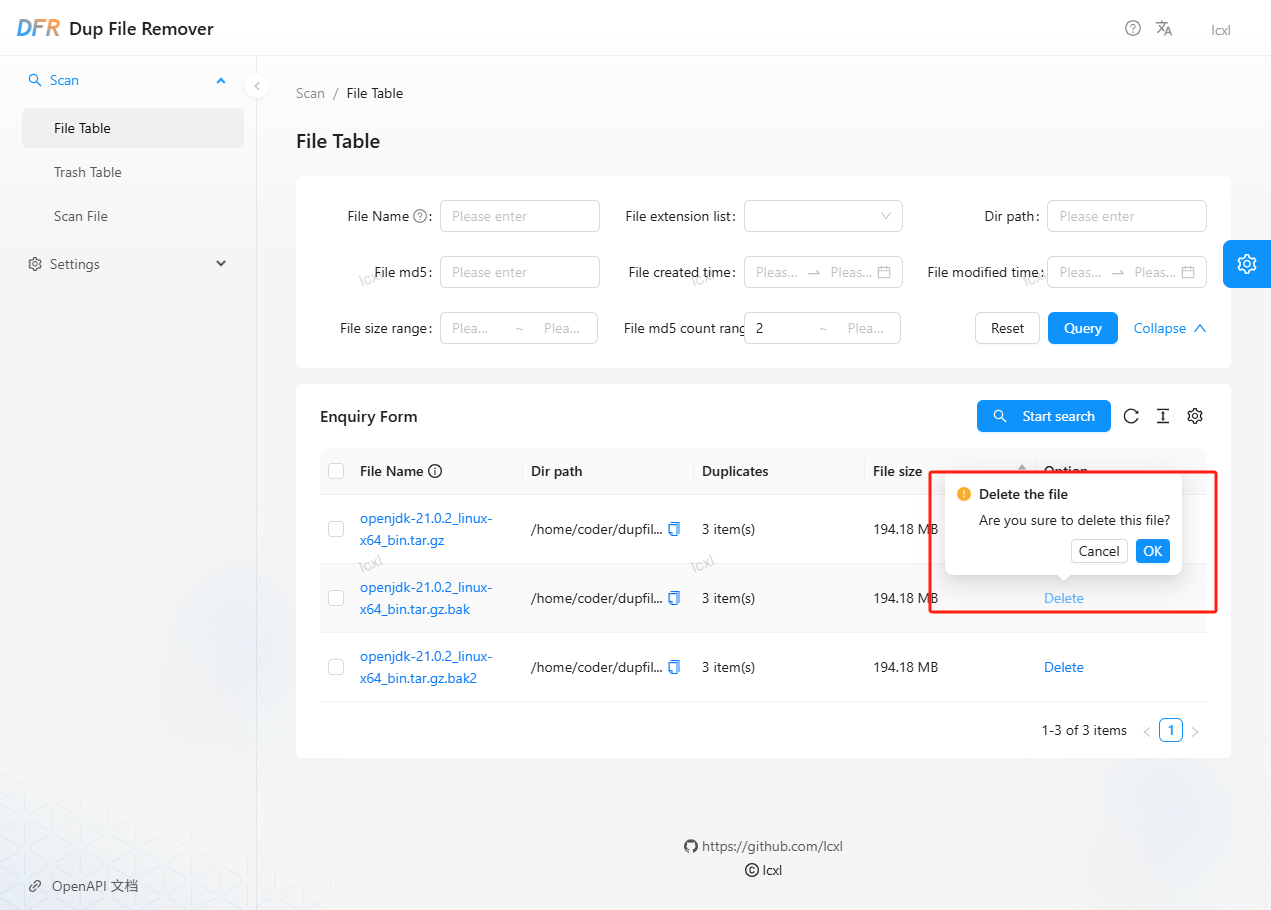 DFR Dup File Remover
lcxl
Scan
File Table
Trash Table
Scan File
Settings
OpenAPI 文档
Scan / File Table
File Table
File Name : Please enter
File extension list:
Dir path: Please enter
File md5: Please enter
File created time: Pleas... Pleas...
File modified time: Pleas... Pleas...
File size range: Plea... ~ Plea...
File md5 count rang 2 ~ Plea...
Reset Query Collapse
Enquiry Form
Start search
File Name Dir path Duplicates File size Option
openjdk-21.0.2_linux-
x64_bin.tar.gz
/home/coder/dupfil... 3 item(s) 194.18 MB
openjdk-21.0.2_linux-
x64_bin.tar.gz.bak
/home/coder/dupfil... 3 item(s) 194.18 MB Delete
openjdk-21.0.2_linux-
x64_bin.tar.gz.bak2
/home/coder/dupfil... 3 item(s) 194.18 MB Delete
Delete the file
Are you sure to delete this file?
Cancel OK
1-3 of 3 items 1
https://github.com/lcxl
© lcxl
lcxl
lcxl
lcxl
lcxl
lcxl